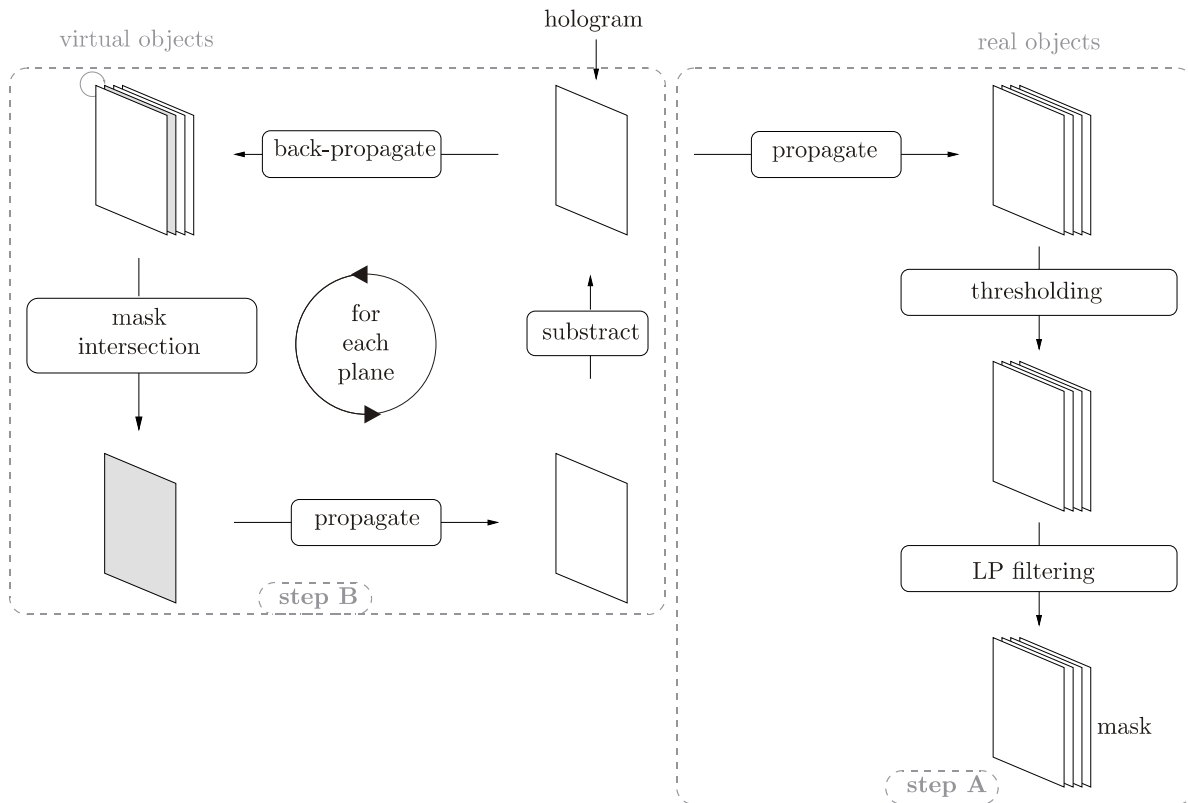 hologram
virtual objects
real objects
back-propagate
propagate
mask
intersection
for
each
plane
substract
thresholding
propagate
LP filtering
step B
mask
step A